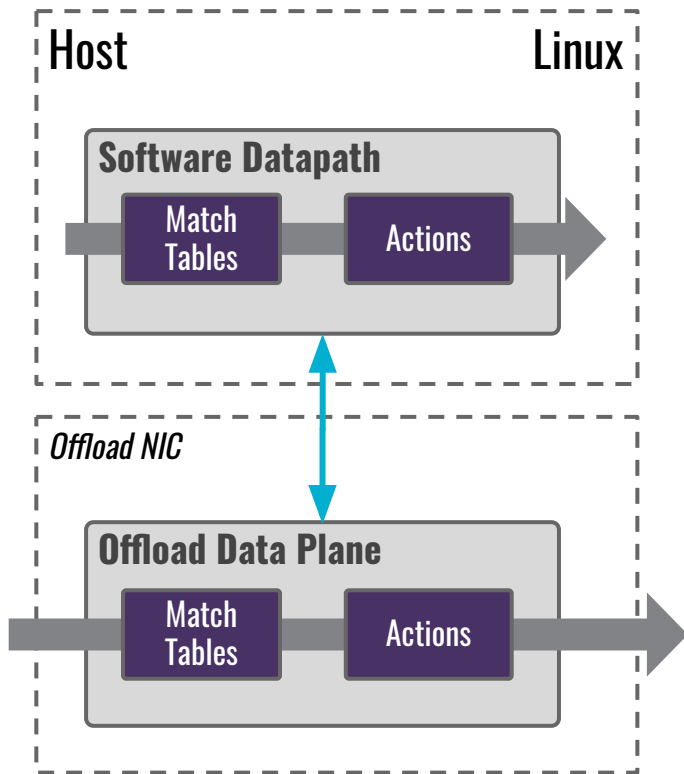 Host Linux
Software Datapath
Match
Tables
Actions
Offload NIC
Offload Data Plane
Match
Tables
Actions